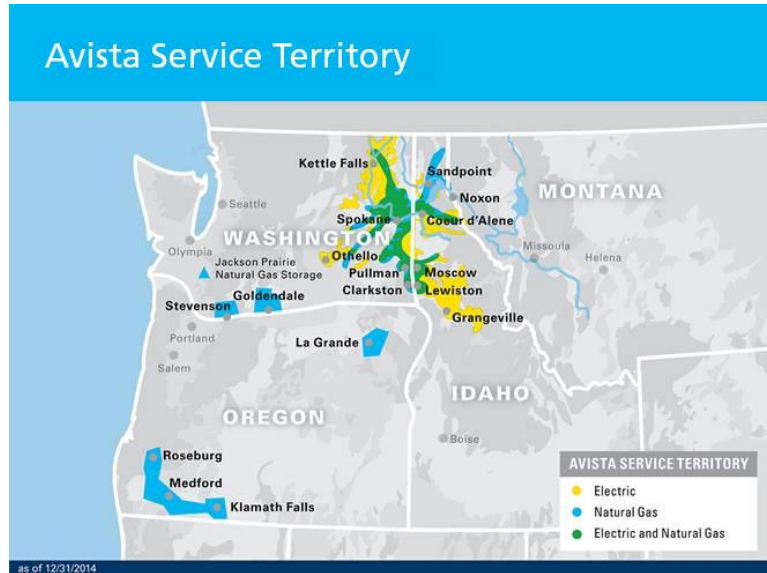 Avista Service Territory
Kettle Falls
Sandpoint
Noxon
MONTANA
Seattle
Spokane
Coeur d'Alene
WASHINGTON
Olympia
Othello
Missoula
Helena
Jackson Prairie
Natural Gas Storage
Pullman
Moscow
Clarkston
Lewiston
Goldendale
Stevenson
Grangeville
Portland
La Grande
Salem
IDAHO
OREGON
Boise
Roseburg
Medford
Klamath Falls
AVISTA SERVICE TERRITORY
Electric
Natural Gas
Electric and Natural Gas
as of 12/31/2014